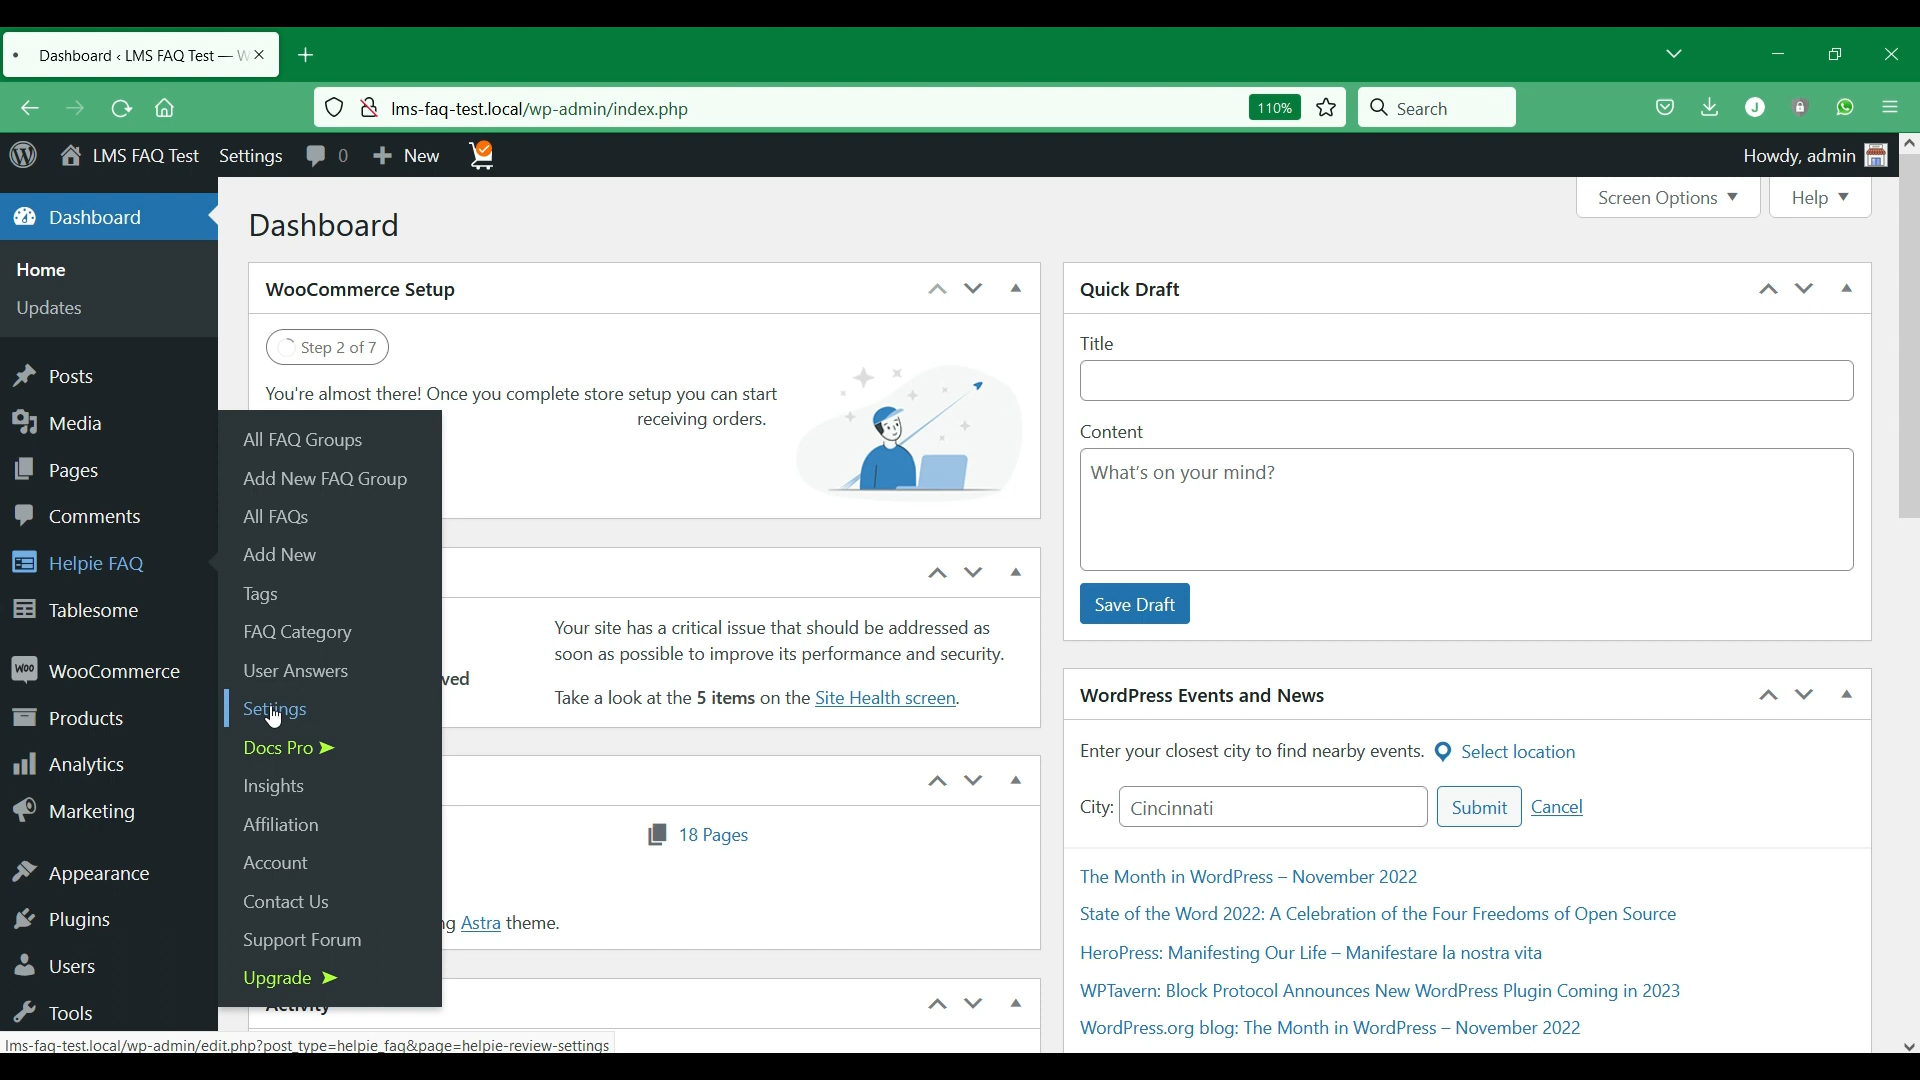 Dashboard ‹ LMS FAQ Test — W
lms-faq-test.local/wp-admin/index.php
110%
Search
J
LMS FAQ Test
Settings
0
New
Howdy, admin
Dashboard
Home
Updates
Posts
Media
Pages
Comments
Helpie FAQ
Tablesome
Woo
WooCommerce
Products
Analytics
Marketing
Appearance
Plugins
Users
Tools
All FAQ Groups
Add New FAQ Group
All FAQs
Add New
Tags
FAQ Category
User Answers
Settings
Docs Pro ➤
Insights
Affiliation
Account
Contact Us
Support Forum
Upgrade ➤
Screen Options
Help
Dashboard
WooCommerce Setup
Step 2 of 7
You're almost there! Once you complete store setup you can start
receiving orders.
Your site has a critical issue that should be addressed as
soon as possible to improve its performance and security.
ved
Take a look at the 5 items on the Site Health screen.
18 Pages
ng Astra theme.
Activity
Quick Draft
Title
Content
What's on your mind?
Save Draft
WordPress Events and News
Enter your closest city to find nearby events. Select location
City: Cincinnati Submit Cancel
The Month in WordPress – November 2022
State of the Word 2022: A Celebration of the Four Freedoms of Open Source
HeroPress: Manifesting Our Life – Manifestare la nostra vita
WPTavern: Block Protocol Announces New WordPress Plugin Coming in 2023
WordPress.org blog: The Month in WordPress – November 2022
lms-faq-test.local/wp-admin/edit.php?post_type=helpie_faq&page=helpie-review-settings